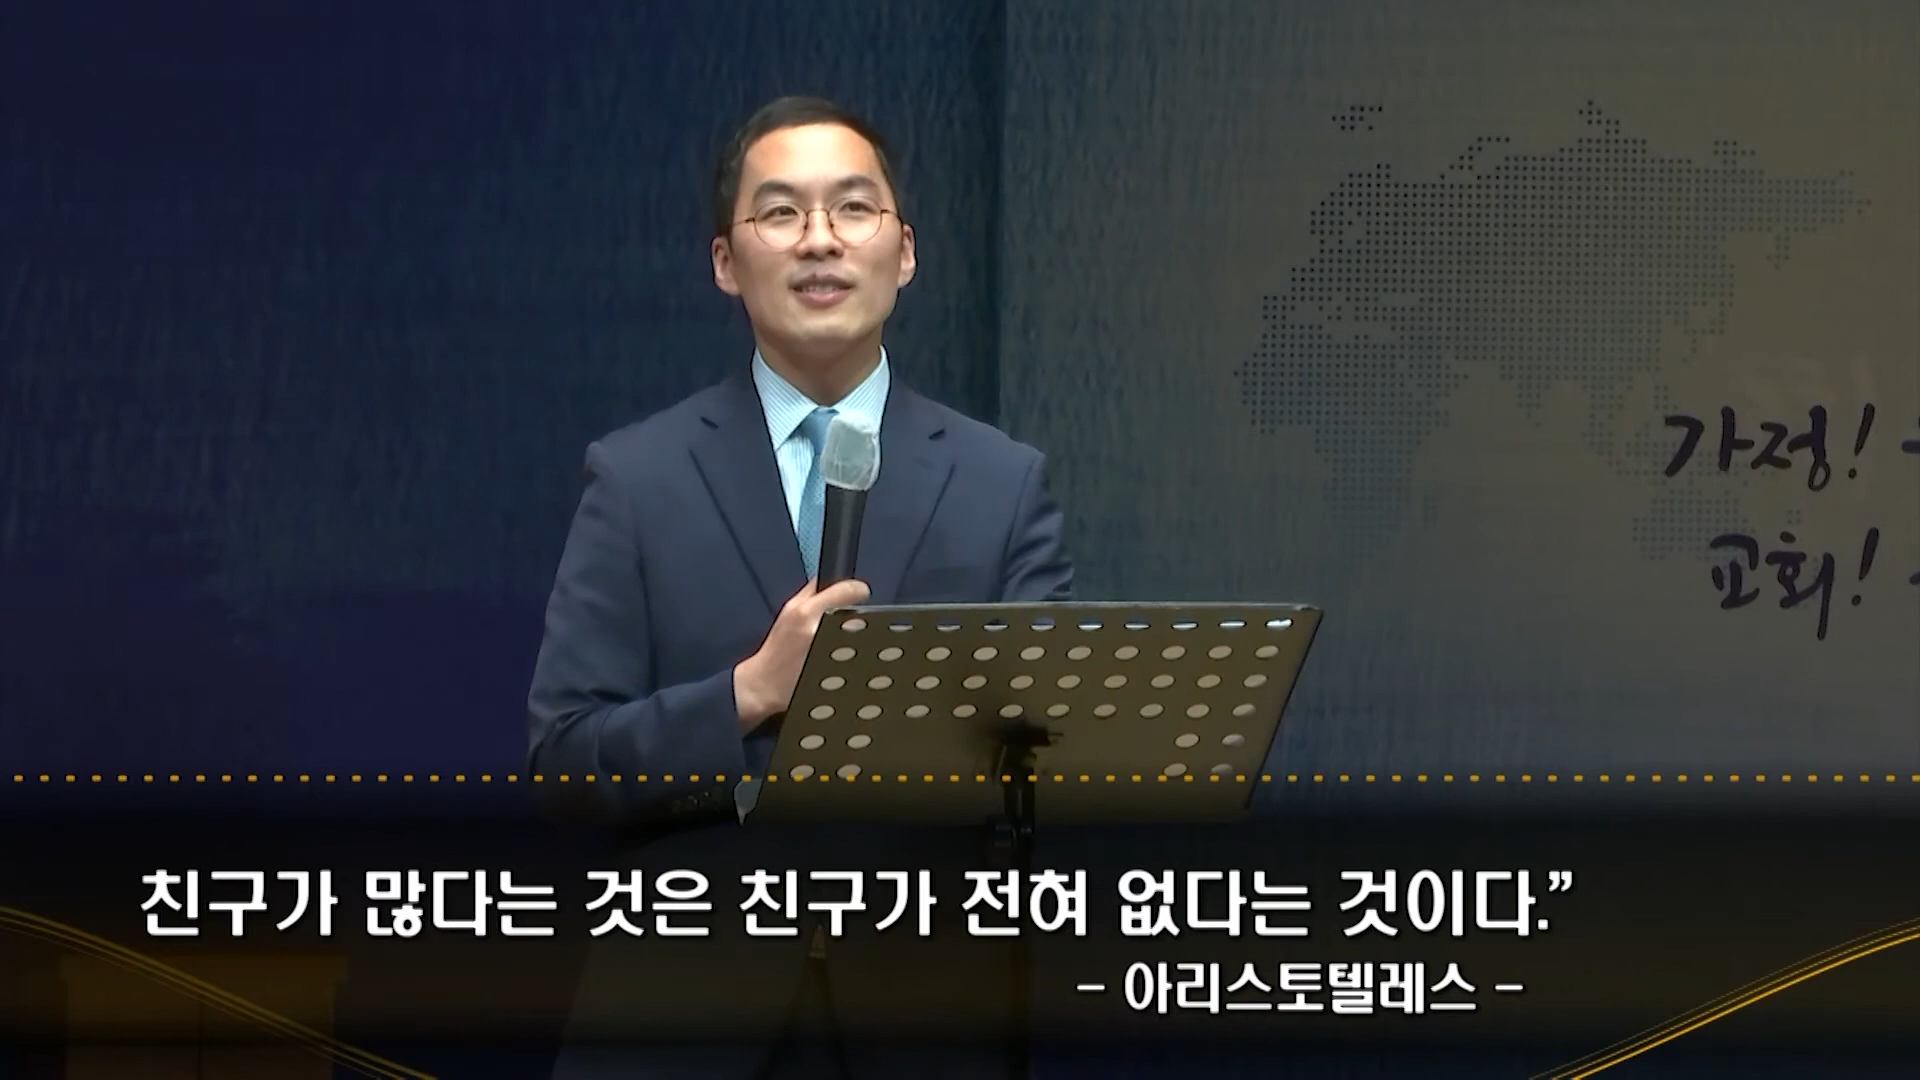 가정!
교회!
친구가 많다는 것은 친구가 전혀 없다는 것이다.”
- 아리스토텔레스 -